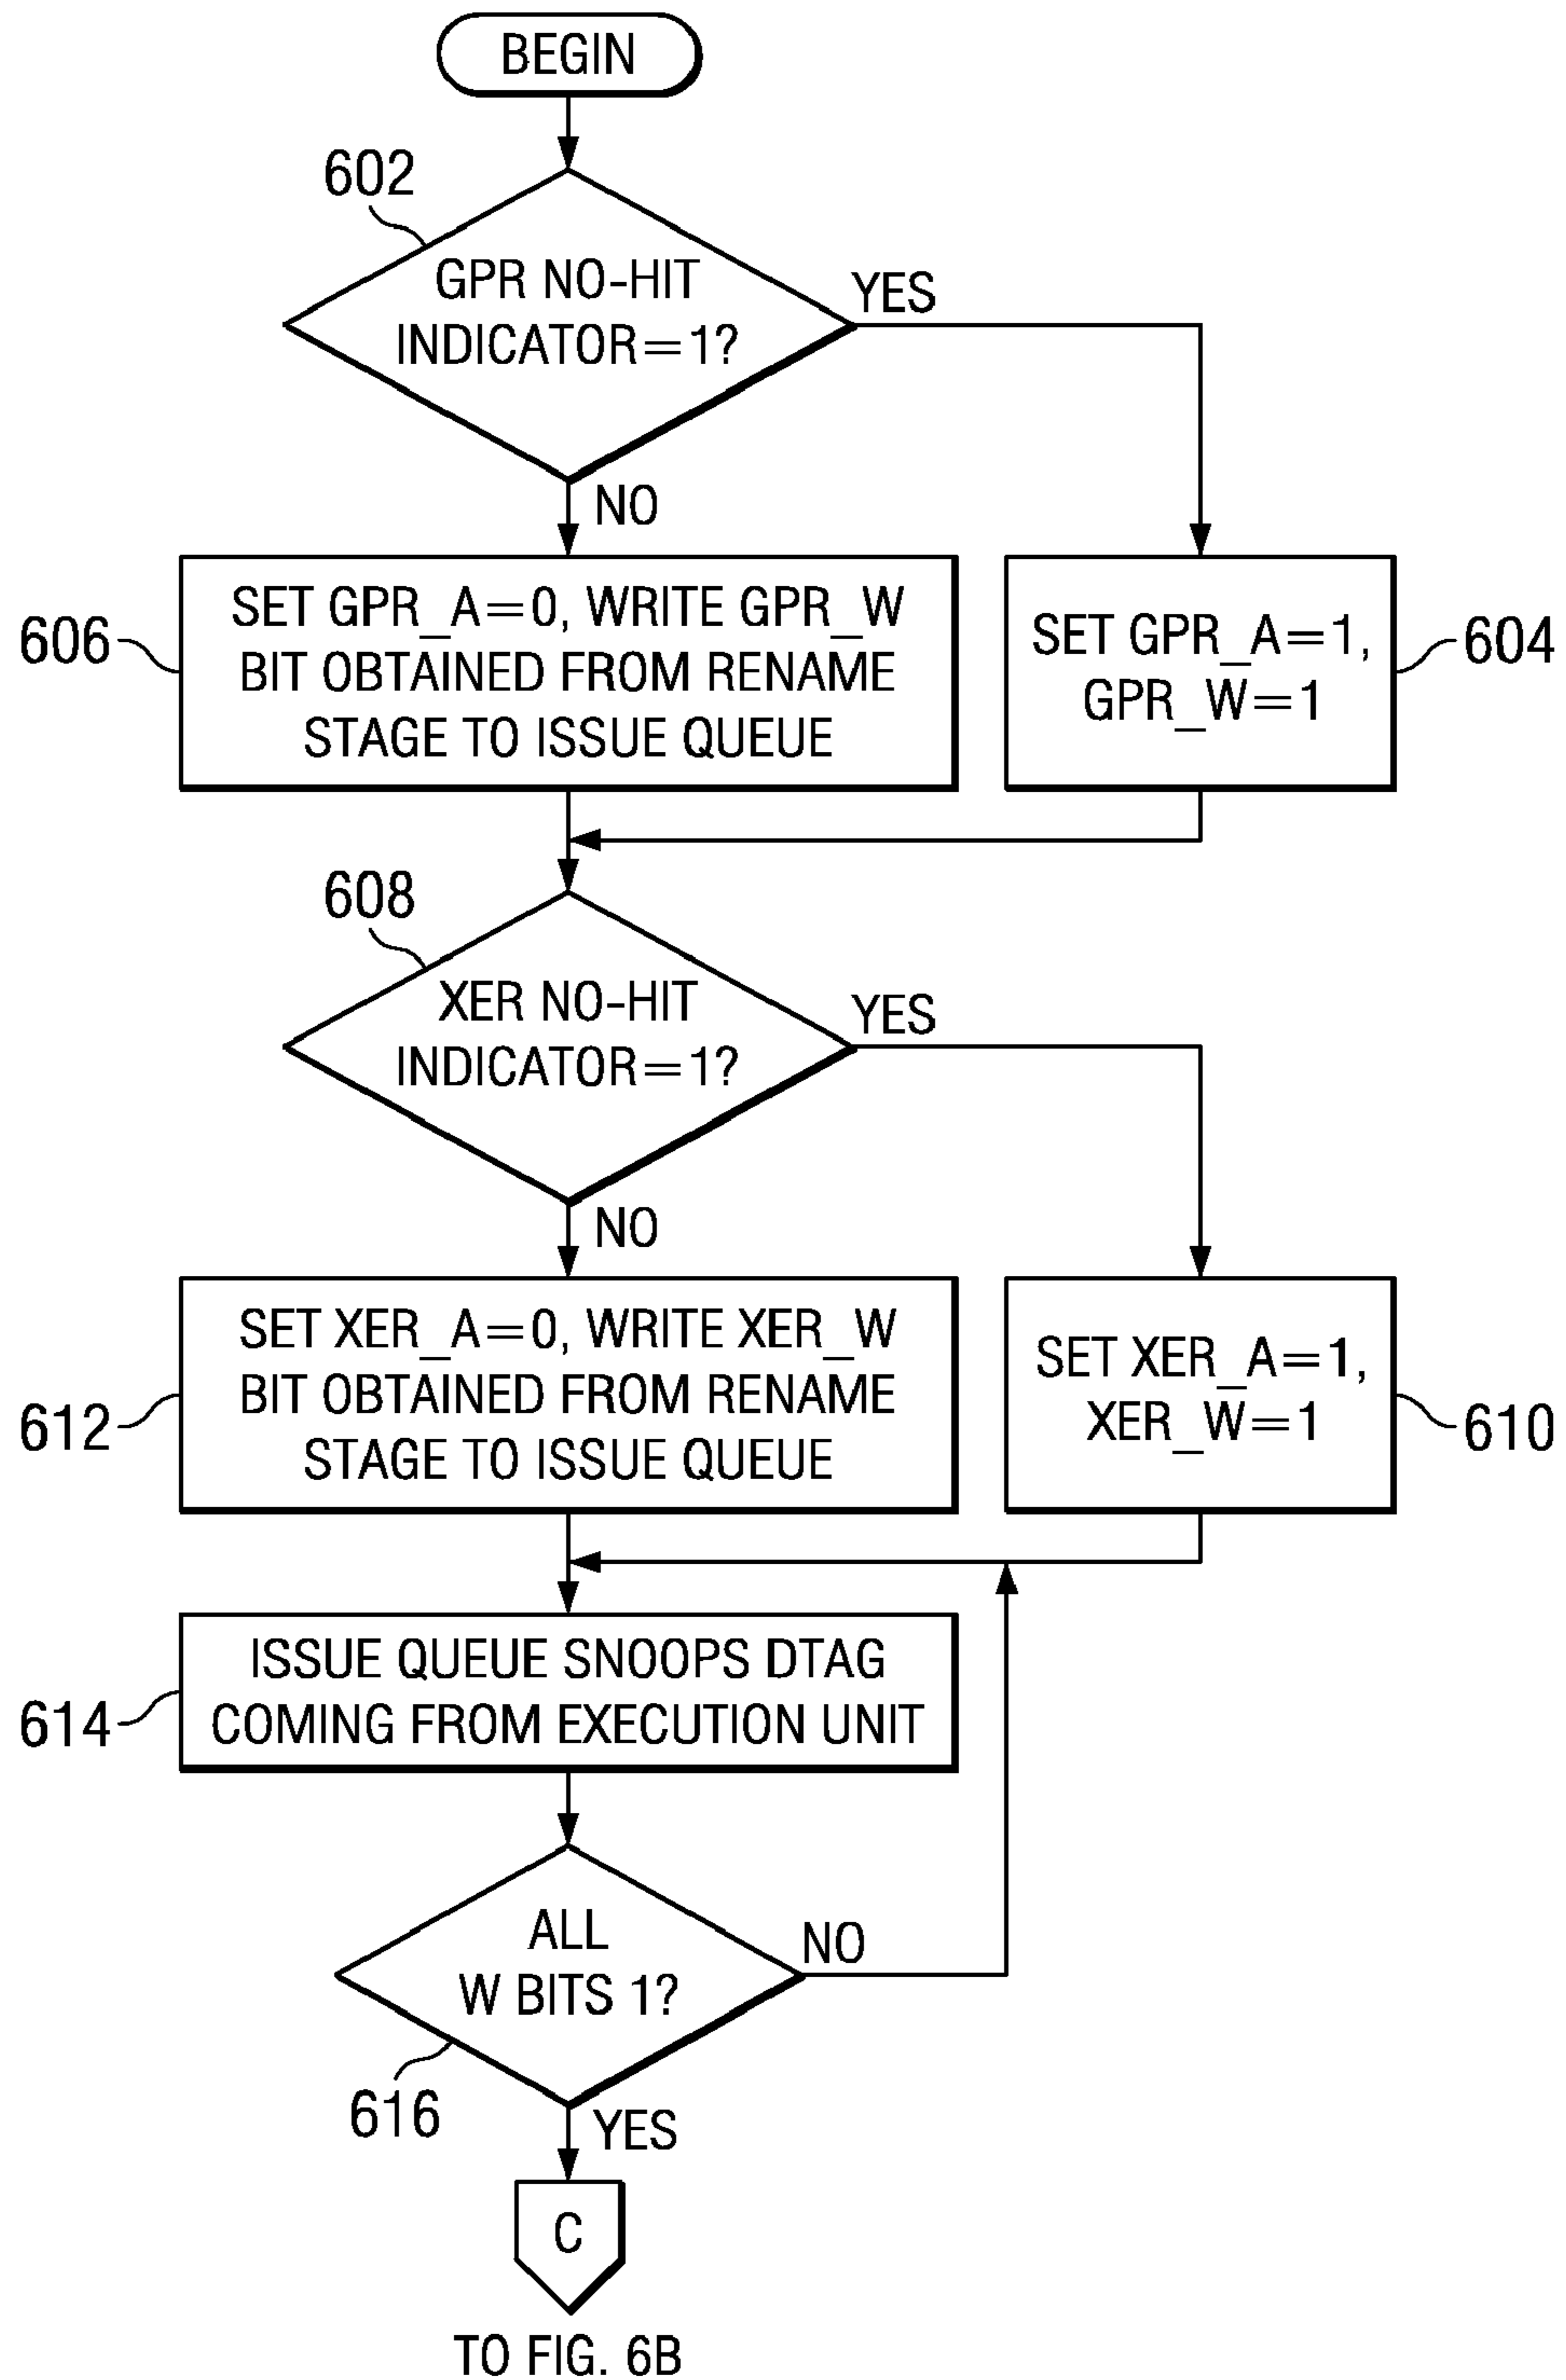 BEGIN
602
GPR NO-HIT
INDICATOR=1?
YES
NO
606
SET GPR_A=0, WRITE GPR_W
BIT OBTAINED FROM RENAME
STAGE TO ISSUE QUEUE
SET GPR_A=1,
GPR_W=1
604
608
XER NO-HIT
INDICATOR=1?
YES
NO
612
SET XER_A=0, WRITE XER_W
BIT OBTAINED FROM RENAME
STAGE TO ISSUE QUEUE
SET XER_A=1,
XER_W=1
610
614
ISSUE QUEUE SNOOPS DTAG
COMING FROM EXECUTION UNIT
ALL
W BITS 1?
NO
616
YES
C
TO FIG. 6B